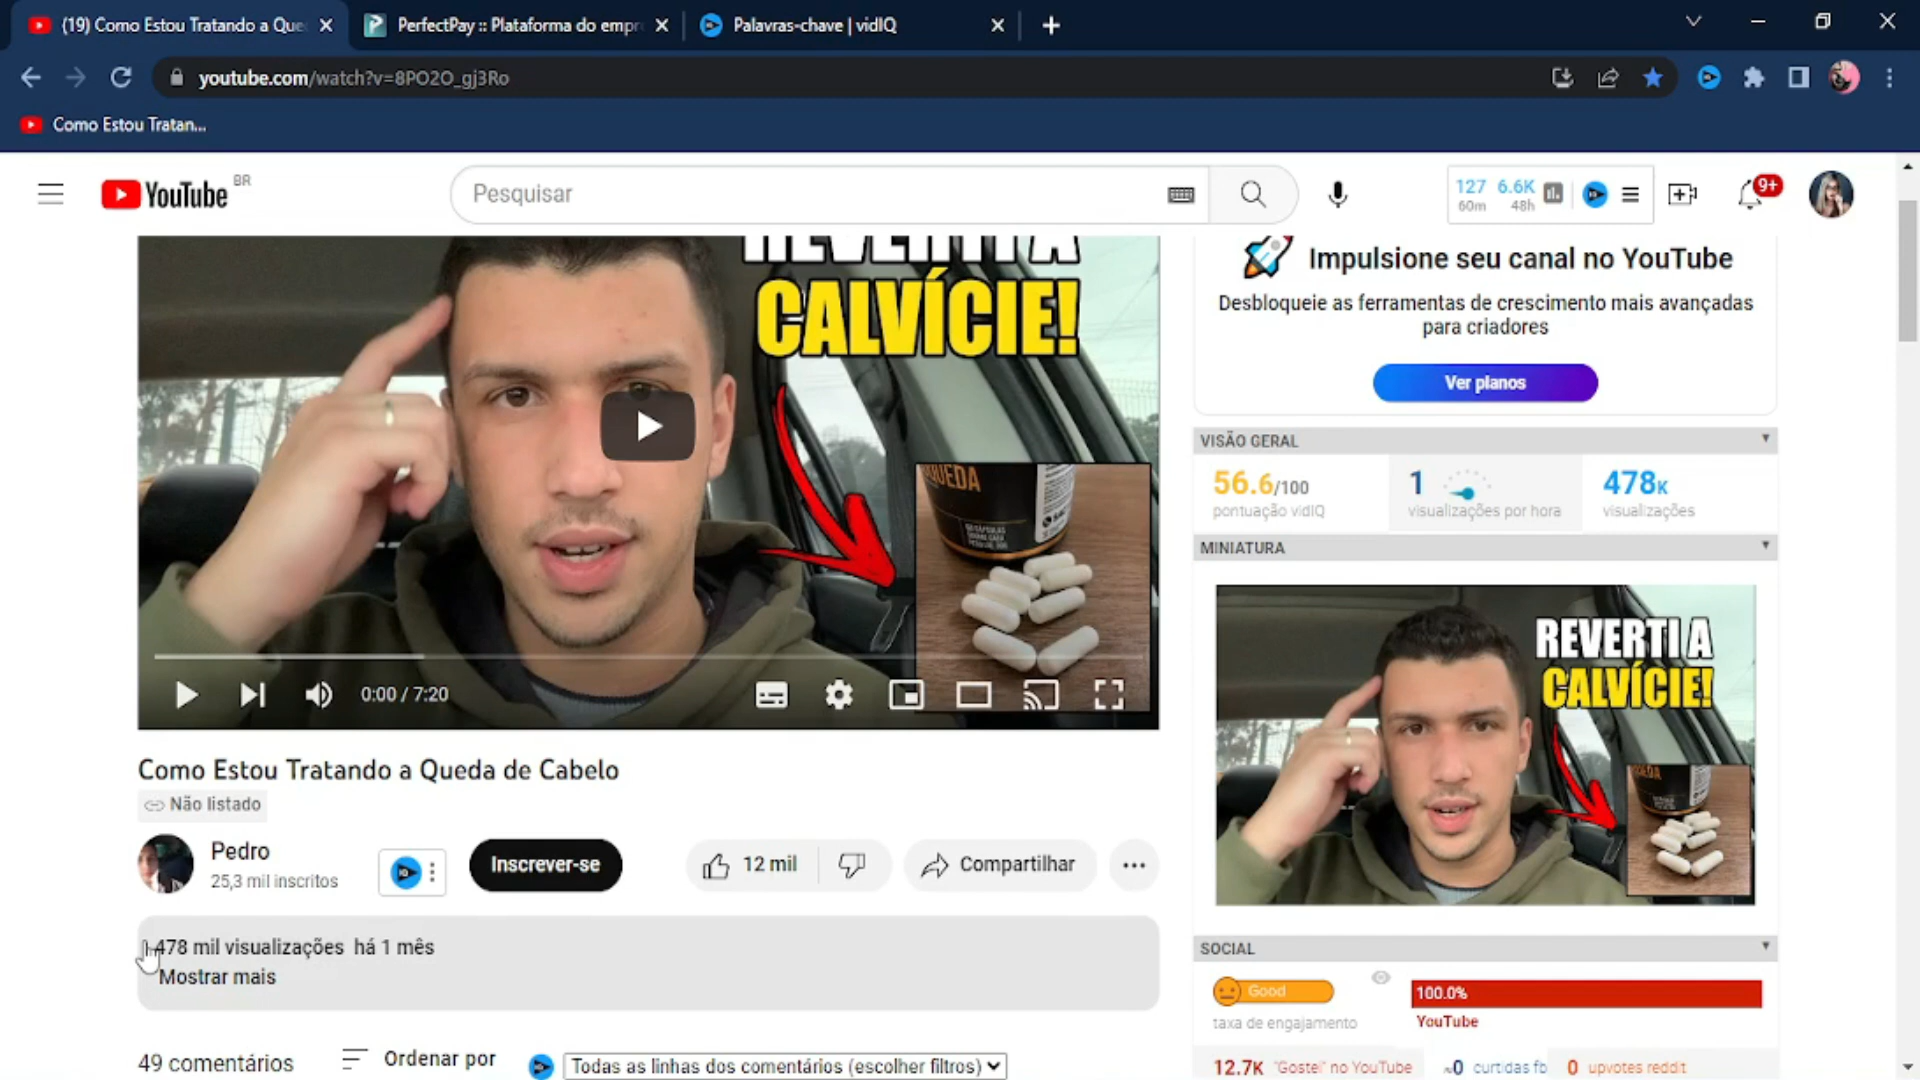 (19) Como Estou Tratando a Que
PerfectPay :: Plataforma do empr
Palavras-chave | vidIQ
youtube.com/watch?v=8PO2O_gj3Ro
Como Estou Tratan...
YouTube BR
Pesquisar
127 6.6K
60m 48h
9+
REVERTI A
CALVÍCIE!
QUEDA
0:00 / 7:20
Impulsione seu canal no YouTube
Desbloqueie as ferramentas de crescimento mais avançadas
para criadores
Ver planos
VISÃO GERAL
56.6/100
pontuação vidIQ
1
visualizações por hora
478K
visualizações
MINIATURA
REVERTI A
CALVÍCIE!
Como Estou Tratando a Queda de Cabelo
Não listado
Pedro
25,3 mil inscritos
Inscrever-se
12 mil
Compartilhar
478 mil visualizações há 1 mês
Mostrar mais
SOCIAL
Good
taxa de engajamento
100.0%
YouTube
12.7K "Gostei" no YouTube
≈0 curtidas fb
0 upvotes reddit
49 comentários
Ordenar por
Todas as linhas dos comentários (escolher filtros)